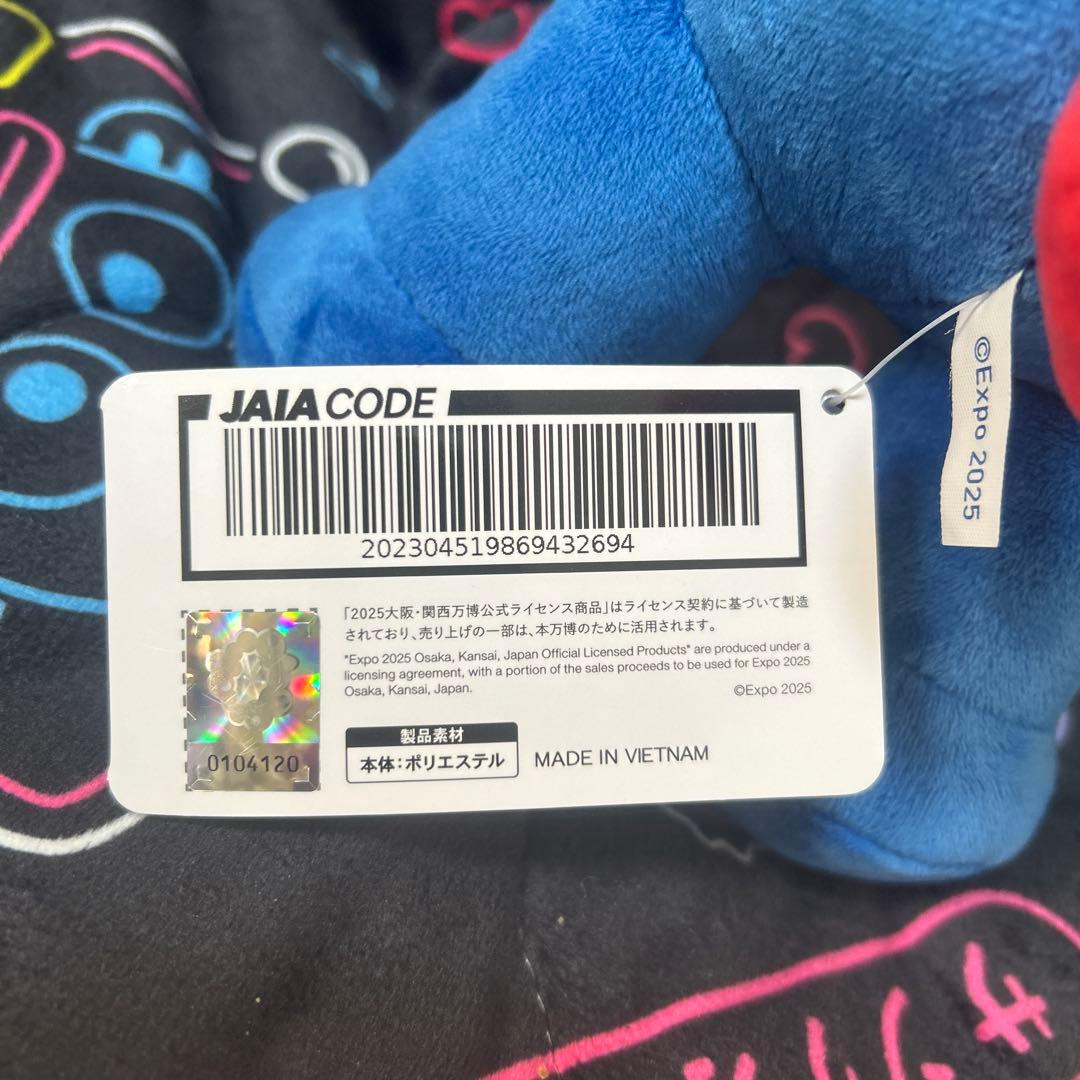 JAIA CODE
202304519869432694
「2025大阪・関西万博公式ライセンス商品」はライセンス契約に基づいて製造
されており、売り上げの一部は、本万博のために活用されます。
"Expo 2025 Osaka, Kansai, Japan Official Licensed Products" are produced under a
licensing agreement, with a portion of the sales proceeds to be used for Expo 2025
Osaka, Kansai, Japan.
©Expo 2025
0104120
製品素材
本体：ポリエステル
MADE IN VIETNAM
©Expo 2025